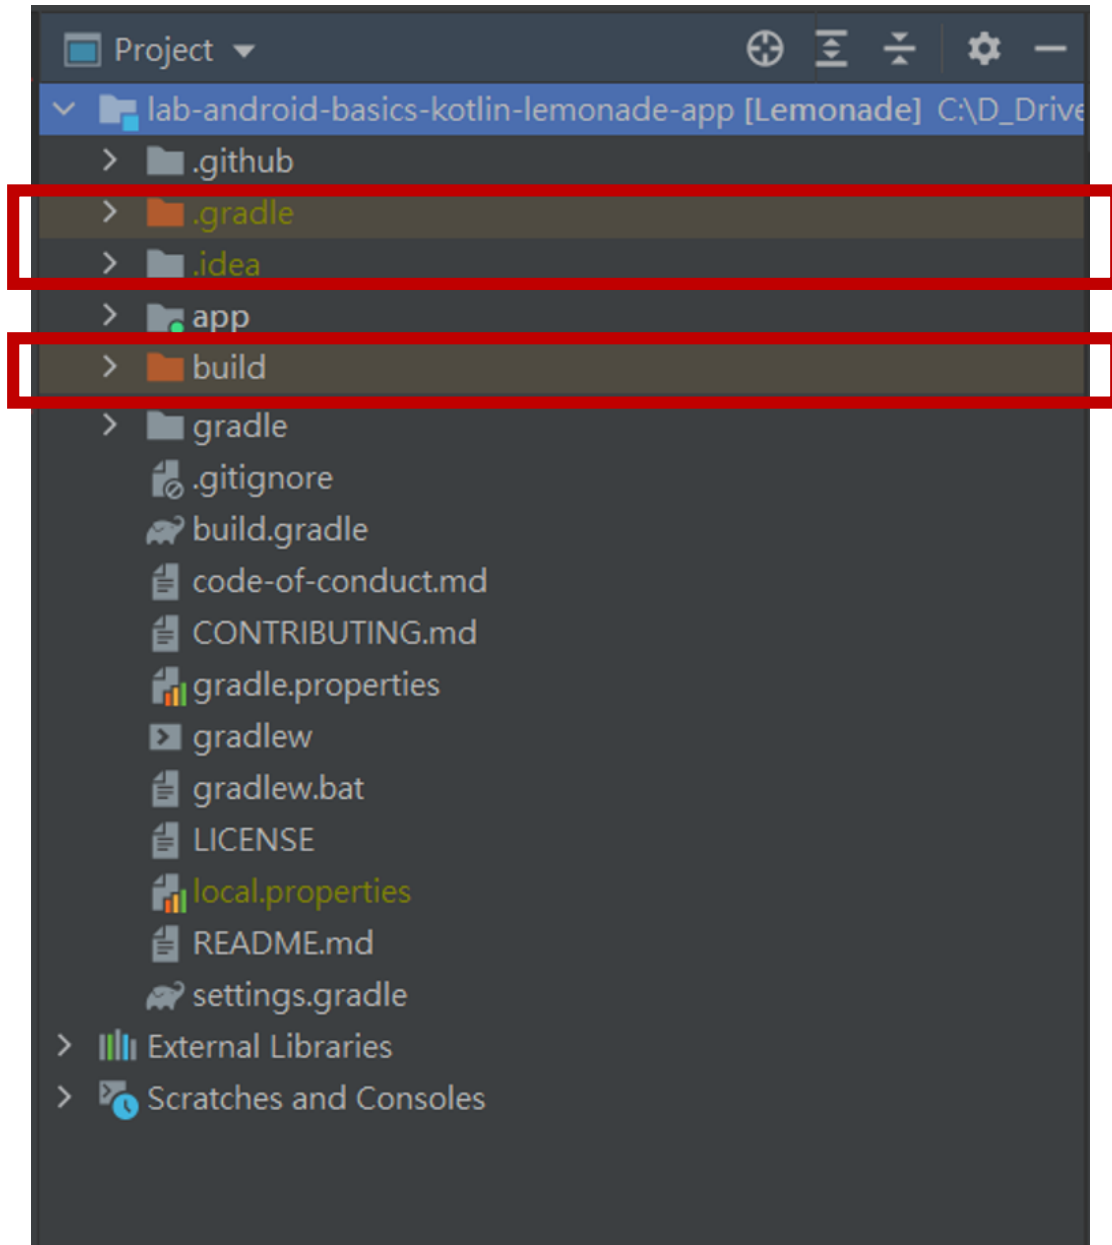 Project
lab-android-basics-kotlin-lemonade-app [Lemonade] C:\D_Drive
.github
.gradle
.idea
app
build
gradle
.gitignore
build.gradle
code-of-conduct.md
CONTRIBUTING.md
gradle.properties
gradlew
gradlew.bat
LICENSE
local.properties
README.md
settings.gradle
External Libraries
Scratches and Consoles